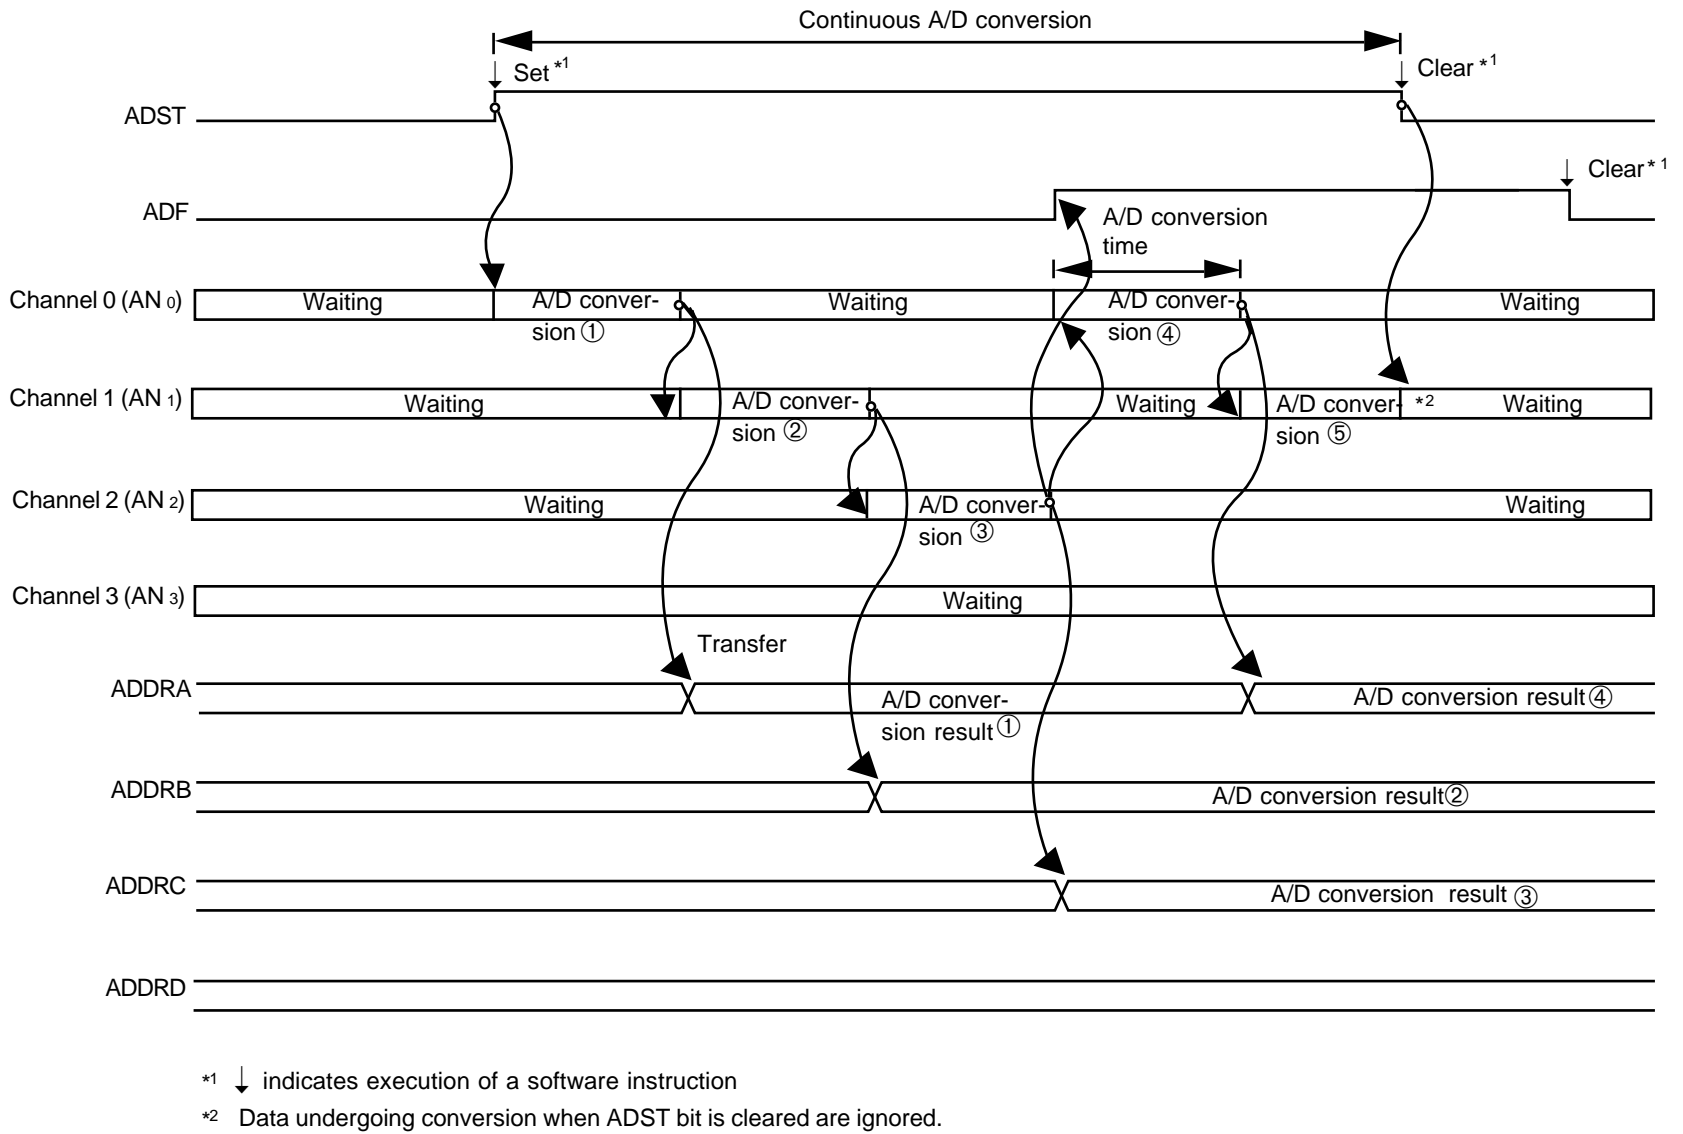 Continuous A/D conversion
Set *1
Clear *1
ADST
Clear * 1
ADF
A/D conversion
time
Channel 0 (AN 0)
Waiting
A/D conver-
sion ①
Waiting
A/D conver-
sion ④
Waiting
Channel 1 (AN 1)
Waiting
A/D conver-
sion ②
Waiting
A/D conver-
sion ⑤
*2
Waiting
Channel 2 (AN 2)
Waiting
A/D conver-
sion ③
Waiting
Channel 3 (AN 3)
Waiting
Transfer
ADDRA
A/D conver-
sion result ①
A/D conversion result ④
ADDRB
A/D conversion result ②
ADDRC
A/D conversion result ③
ADDRD
*1 ↓ indicates execution of a software instruction
*2 Data undergoing conversion when ADST bit is cleared are ignored.